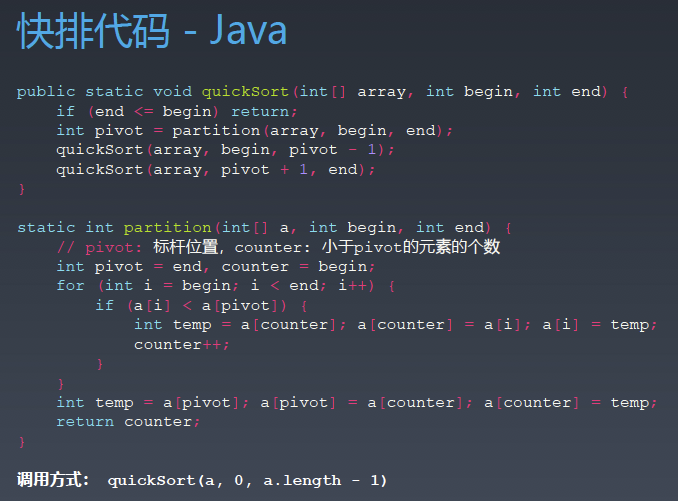 快排代码 - Java
public static void quickSort(int[] array, int begin, int end) {
    if (end <= begin) return;
    int pivot = partition(array, begin, end);
    quickSort(array, begin, pivot - 1);
    quickSort(array, pivot + 1, end);
}
static int partition(int[] a, int begin, int end) {
    // pivot: 标杆位置，counter: 小于pivot的元素的个数
    int pivot = end, counter = begin;
    for (int i = begin; i < end; i++) {
        if (a[i] < a[pivot]) {
            int temp = a[counter]; a[counter] = a[i]; a[i] = temp;
            counter++;
        }
    }
    int temp = a[pivot]; a[pivot] = a[counter]; a[counter] = temp;
    return counter;
}
调用方式： quickSort(a, 0, a.length - 1)